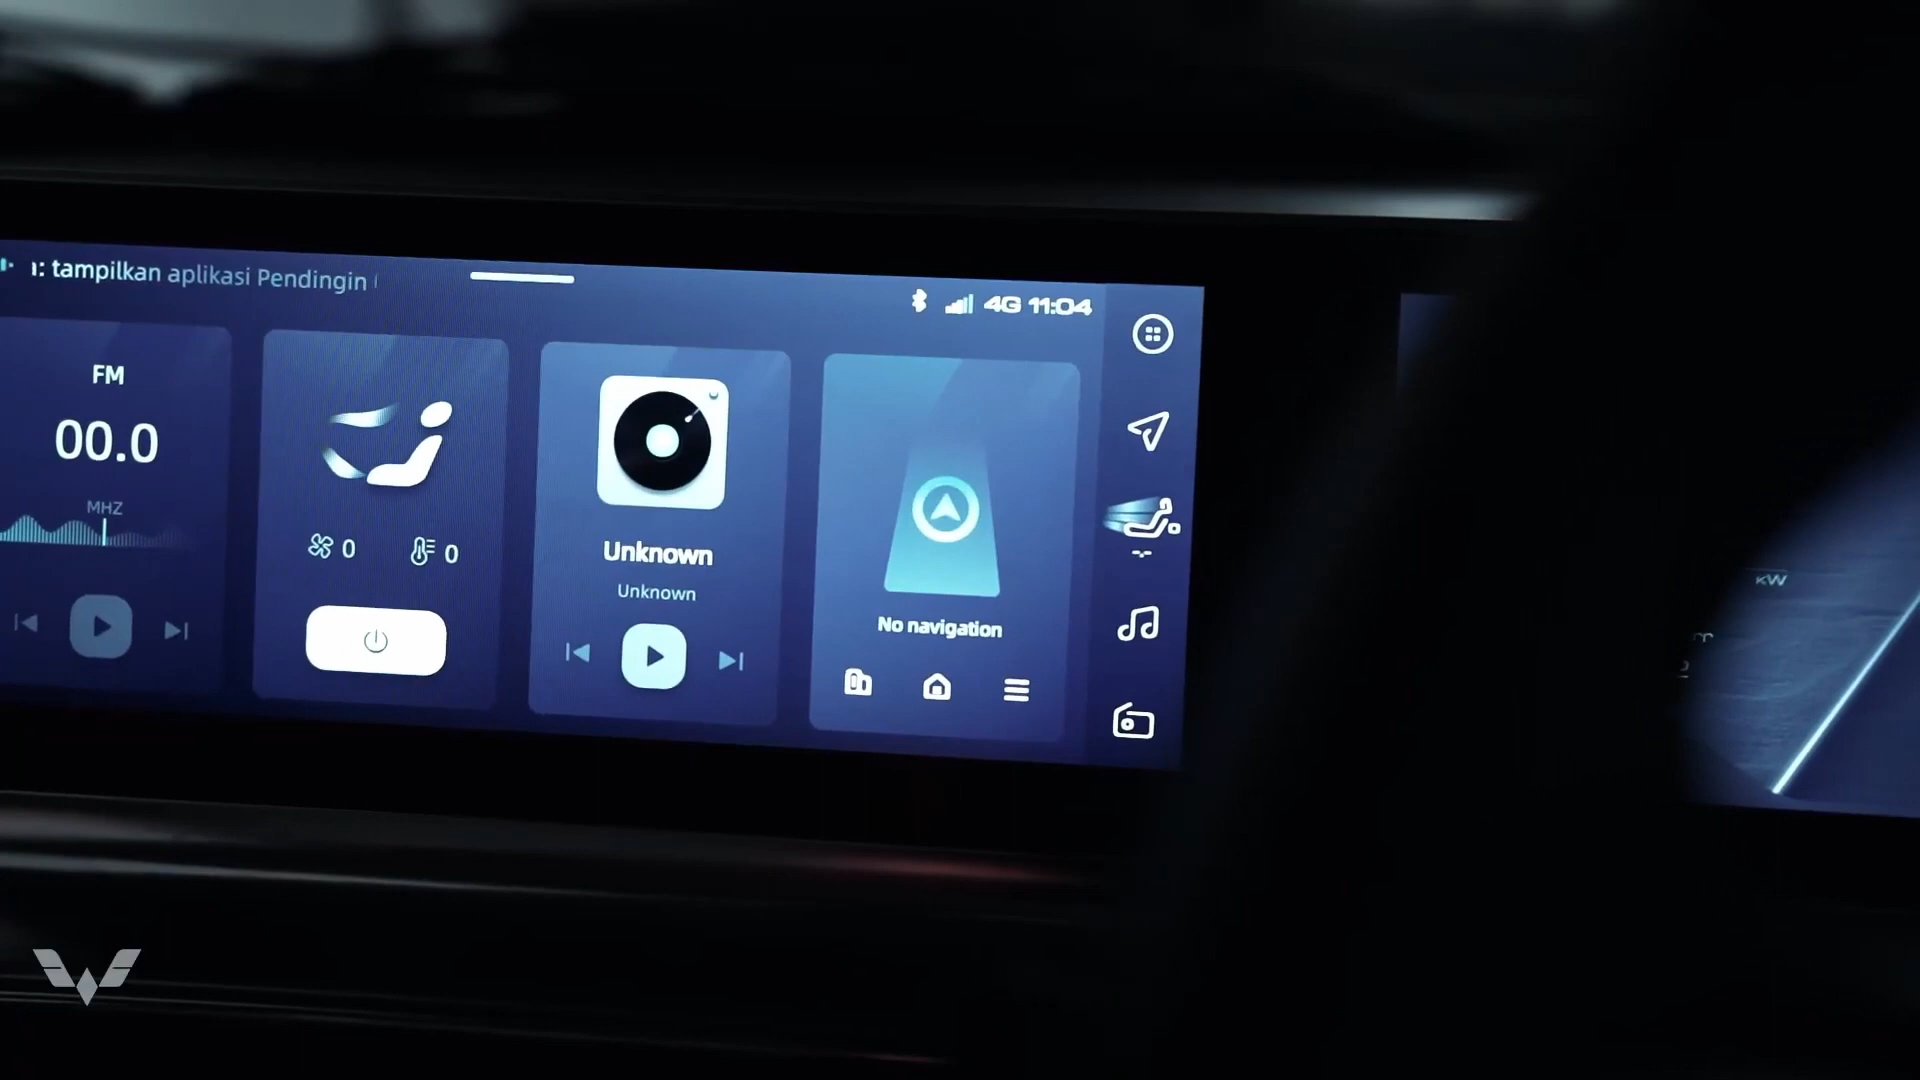 : tampilkan aplikasi Pendingin
4G 11:04
FM
00.0
MHZ
0 0
Unknown
Unknown
No navigation
kW